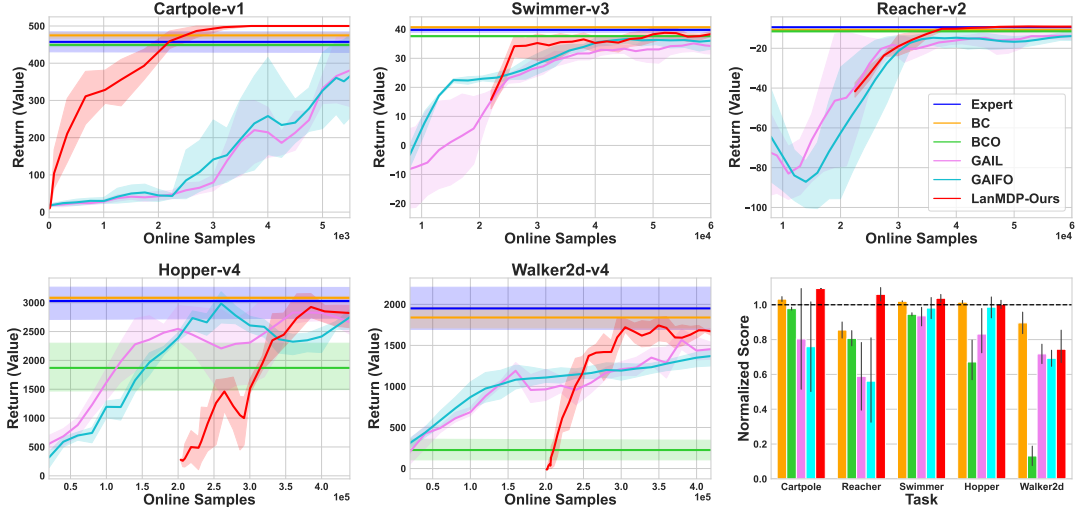 Cartpole-v1
Return (Value)
500
400
300
200
100
0
0
1
2
3
4
5
1e3
Online Samples
Swimmer-v3
Return (Value)
40
30
20
10
0
−10
−20
1
2
3
4
5
6
1e4
Online Samples
Reacher-v2
Return (Value)
−20
−40
−60
−80
−100
1
2
3
4
5
6
1e4
Online Samples
Expert
BC
BCO
GAIL
GAIFO
LanMDP-Ours
Hopper-v4
Return (Value)
3000
2500
2000
1500
1000
500
0
0.5
1.0
1.5
2.0
2.5
3.0
3.5
4.0
1e5
Online Samples
Walker2d-v4
Return (Value)
2000
1500
1000
500
0
0.5
1.0
1.5
2.0
2.5
3.0
3.5
4.0
1e5
Online Samples
Normalized Score
1.0
0.8
0.6
0.4
0.2
0.0
Cartpole
Reacher
Swimmer
Hopper
Walker2d
Task